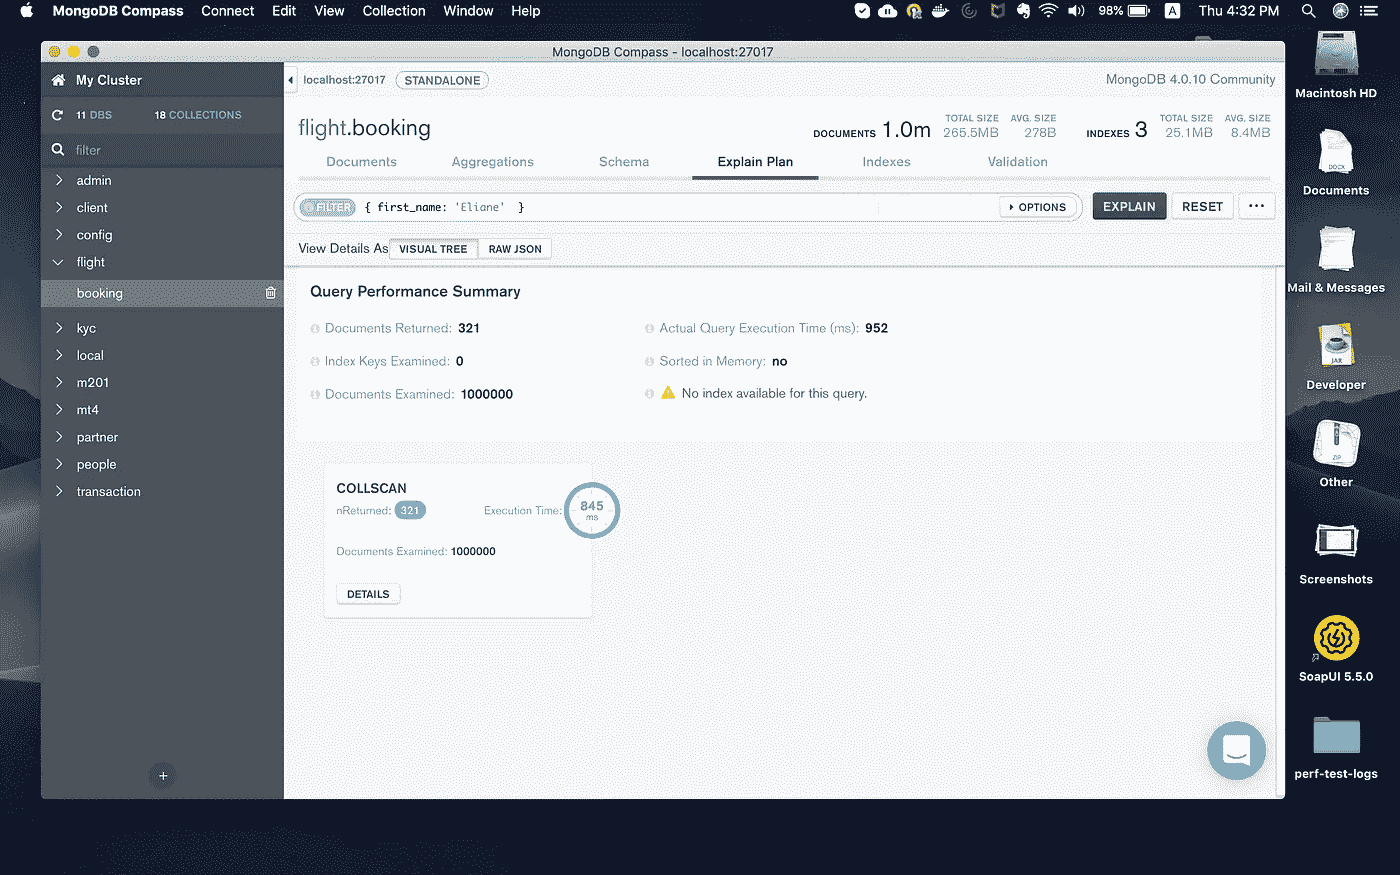 MongoDB Compass Connect Edit View Collection Window Help 98% A Thu 4:32 PM
MongoDB Compass - localhost:27017
My Cluster
localhost:27017 STANDALONE MongoDB 4.0.10 Community
11 DBS 18 COLLECTIONS
flight.booking DOCUMENTS 1.0m TOTAL SIZE 265.5MB AVG. SIZE 278B INDEXES 3 TOTAL SIZE 25.1MB AVG. SIZE 8.4MB
filter
Documents Aggregations Schema Explain Plan Indexes Validation
FILTER { first_name: 'Eliane' } OPTIONS EXPLAIN RESET ...
View Details As VISUAL TREE RAW JSON
admin
client
config
flight
booking
kyc
local
m201
mt4
partner
people
transaction
+
Query Performance Summary
Documents Returned: 321 Actual Query Execution Time (ms): 952
Index Keys Examined: 0 Sorted in Memory: no
Documents Examined: 1000000 No index available for this query.
COLLSCAN
nReturned: 321 Execution Time: 845 ms
Documents Examined: 1000000
DETAILS
Macintosh HD
DOCX
Documents
Mail & Messages
JAR
Developer
ZIP
Other
Screenshots
SoapUI 5.5.0
perf-test-logs